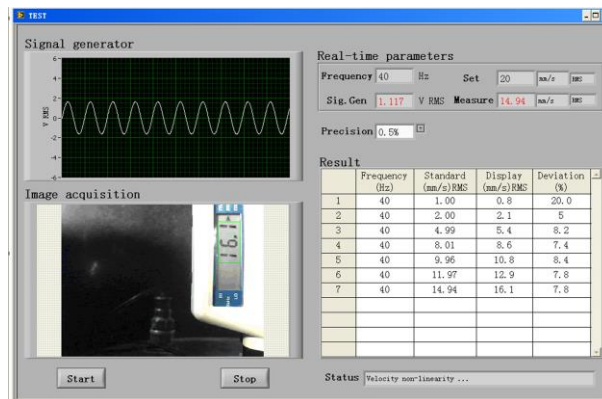 TEST
Signal generator
6
4
2
0
-2
-4
-6
V RMS
Real-time parameters
Frequency 40 Hz Set 20 mm/s RMS
Sig.Gen 1.117 V RMS Measure 14.94 mm/s RMS
Precision 0.5%
Result
Frequency (Hz) Standard (mm/s)RMS Display (mm/s)RMS Deviation (%)
1 40 1.00 0.8 20.0
2 40 2.00 2.1 5
3 40 4.99 5.4 8.2
4 40 8.01 8.6 7.4
5 40 9.96 10.8 8.4
6 40 11.97 12.9 7.8
7 40 14.94 16.1 7.8
Image acquisition
16.1
Start Stop
Status Velocity non-linearity ...